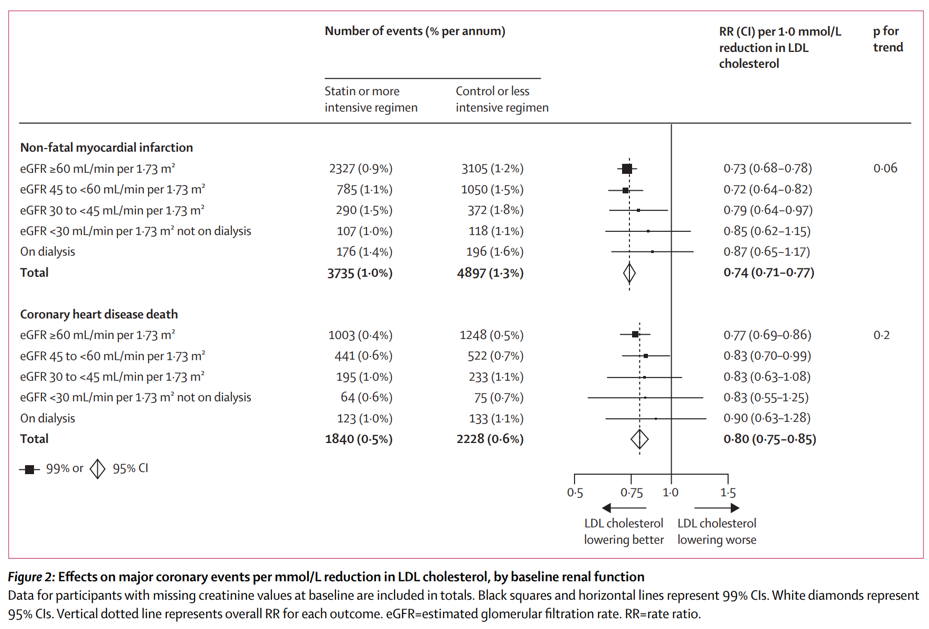 Number of events (% per annum) RR (CI) per 1·0 mmol/L reduction in LDL cholesterol p for trend
Statin or more intensive regimen Control or less intensive regimen
Non-fatal myocardial infarction
eGFR ≥60 mL/min per 1·73 m² 2327 (0·9%) 3105 (1·2%) 0·73 (0·68–0·78) 0·06
eGFR 45 to <60 mL/min per 1·73 m² 785 (1·1%) 1050 (1·5%) 0·72 (0·64–0·82)
eGFR 30 to <45 mL/min per 1·73 m² 290 (1·5%) 372 (1·8%) 0·79 (0·64–0·97)
eGFR <30 mL/min per 1·73 m² not on dialysis 107 (1·0%) 118 (1·1%) 0·85 (0·62–1·15)
On dialysis 176 (1·4%) 196 (1·6%) 0·87 (0·65–1·17)
Total 3735 (1·0%) 4897 (1·3%) 0·74 (0·71–0·77)
Coronary heart disease death
eGFR ≥60 mL/min per 1·73 m² 1003 (0·4%) 1248 (0·5%) 0·77 (0·69–0·86) 0·2
eGFR 45 to <60 mL/min per 1·73 m² 441 (0·6%) 522 (0·7%) 0·83 (0·70–0·99)
eGFR 30 to <45 mL/min per 1·73 m² 195 (1·0%) 233 (1·1%) 0·83 (0·63–1·08)
eGFR <30 mL/min per 1·73 m² not on dialysis 64 (0·6%) 75 (0·7%) 0·83 (0·55–1·25)
On dialysis 123 (1·0%) 133 (1·1%) 0·90 (0·63–1·28)
Total 1840 (0·5%) 2228 (0·6%) 0·80 (0·75–0·85)
99% or 95% CI
0·5 0·75 1·0 1·5
LDL cholesterol lowering better LDL cholesterol lowering worse
Figure 2: Effects on major coronary events per mmol/L reduction in LDL cholesterol, by baseline renal function
Data for participants with missing creatinine values at baseline are included in totals. Black squares and horizontal lines represent 99% CIs. White diamonds represent
95% CIs. Vertical dotted line represents overall RR for each outcome. eGFR=estimated glomerular filtration rate. RR=rate ratio.